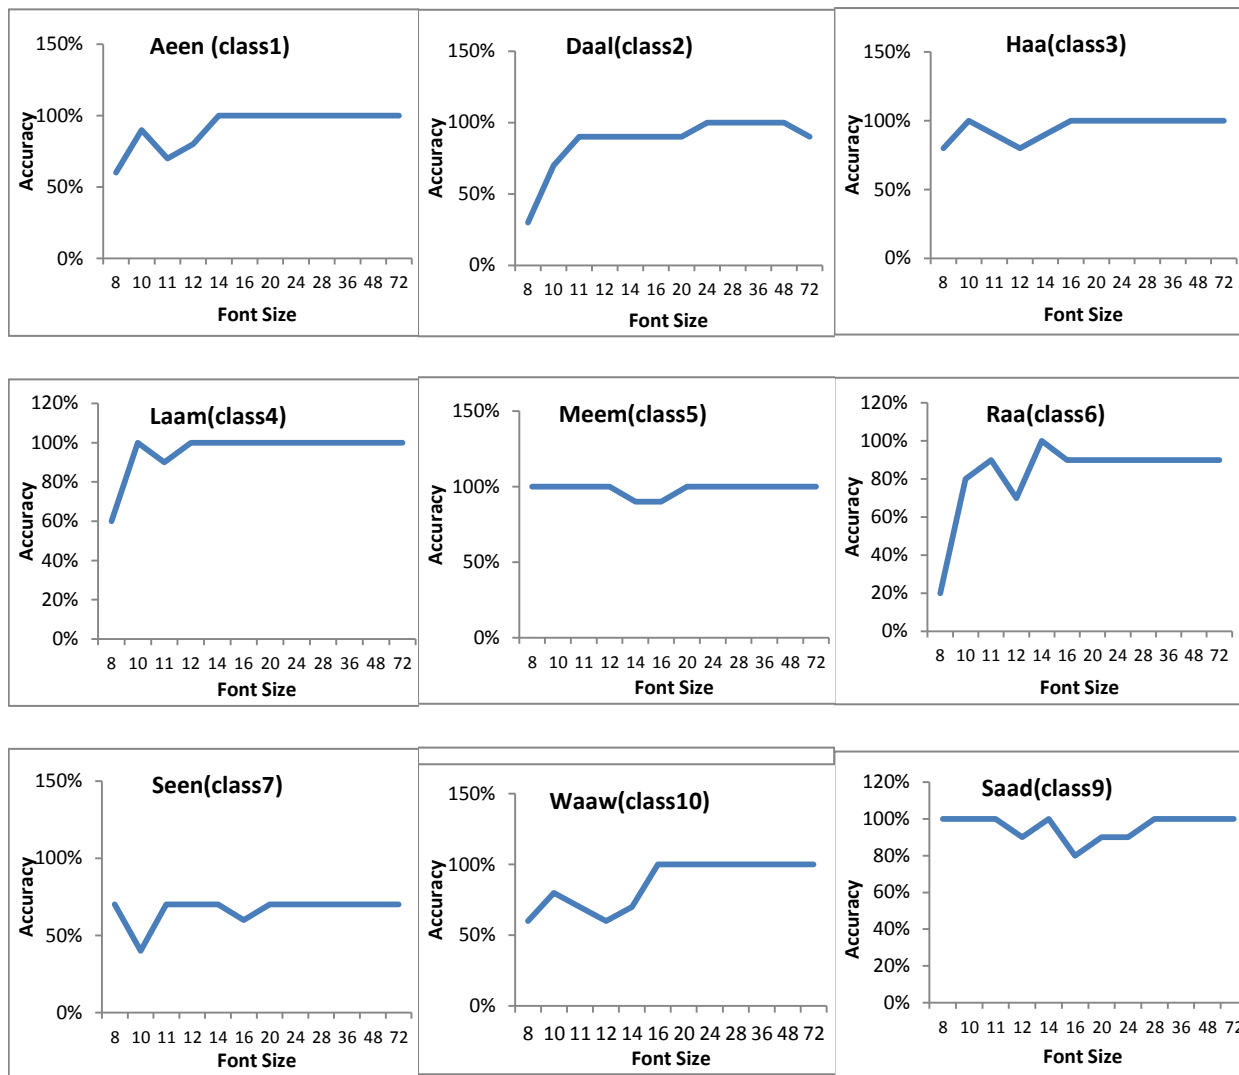 Aeen (class1)
150%
100%
50%
0%
Accuracy
8 10 11 12 14 16 20 24 28 36 48 72
Font Size
Daal(class2)
150%
100%
50%
0%
Accuracy
8 10 11 12 14 16 20 24 28 36 48 72
Font Size
Haa(class3)
150%
100%
50%
0%
Accuracy
8 10 11 12 14 16 20 24 28 36 48 72
Font Size
Laam(class4)
120%
100%
80%
60%
40%
20%
0%
Accuracy
8 10 11 12 14 16 20 24 28 36 48 72
Font Size
Meem(class5)
150%
100%
50%
0%
Accuracy
8 10 11 12 14 16 20 24 28 36 48 72
Font Size
Raa(class6)
120%
100%
80%
60%
40%
20%
0%
Accuracy
8 10 11 12 14 16 20 24 28 36 48 72
Font Size
Seen(class7)
150%
100%
50%
0%
Accuracy
8 10 11 12 14 16 20 24 28 36 48 72
Font Size
Waaw(class10)
150%
100%
50%
0%
Accuracy
8 10 11 12 14 16 20 24 28 36 48 72
Font Size
Saad(class9)
120%
100%
80%
60%
40%
20%
0%
Accuracy
8 10 11 12 14 16 20 24 28 36 48 72
Font Size